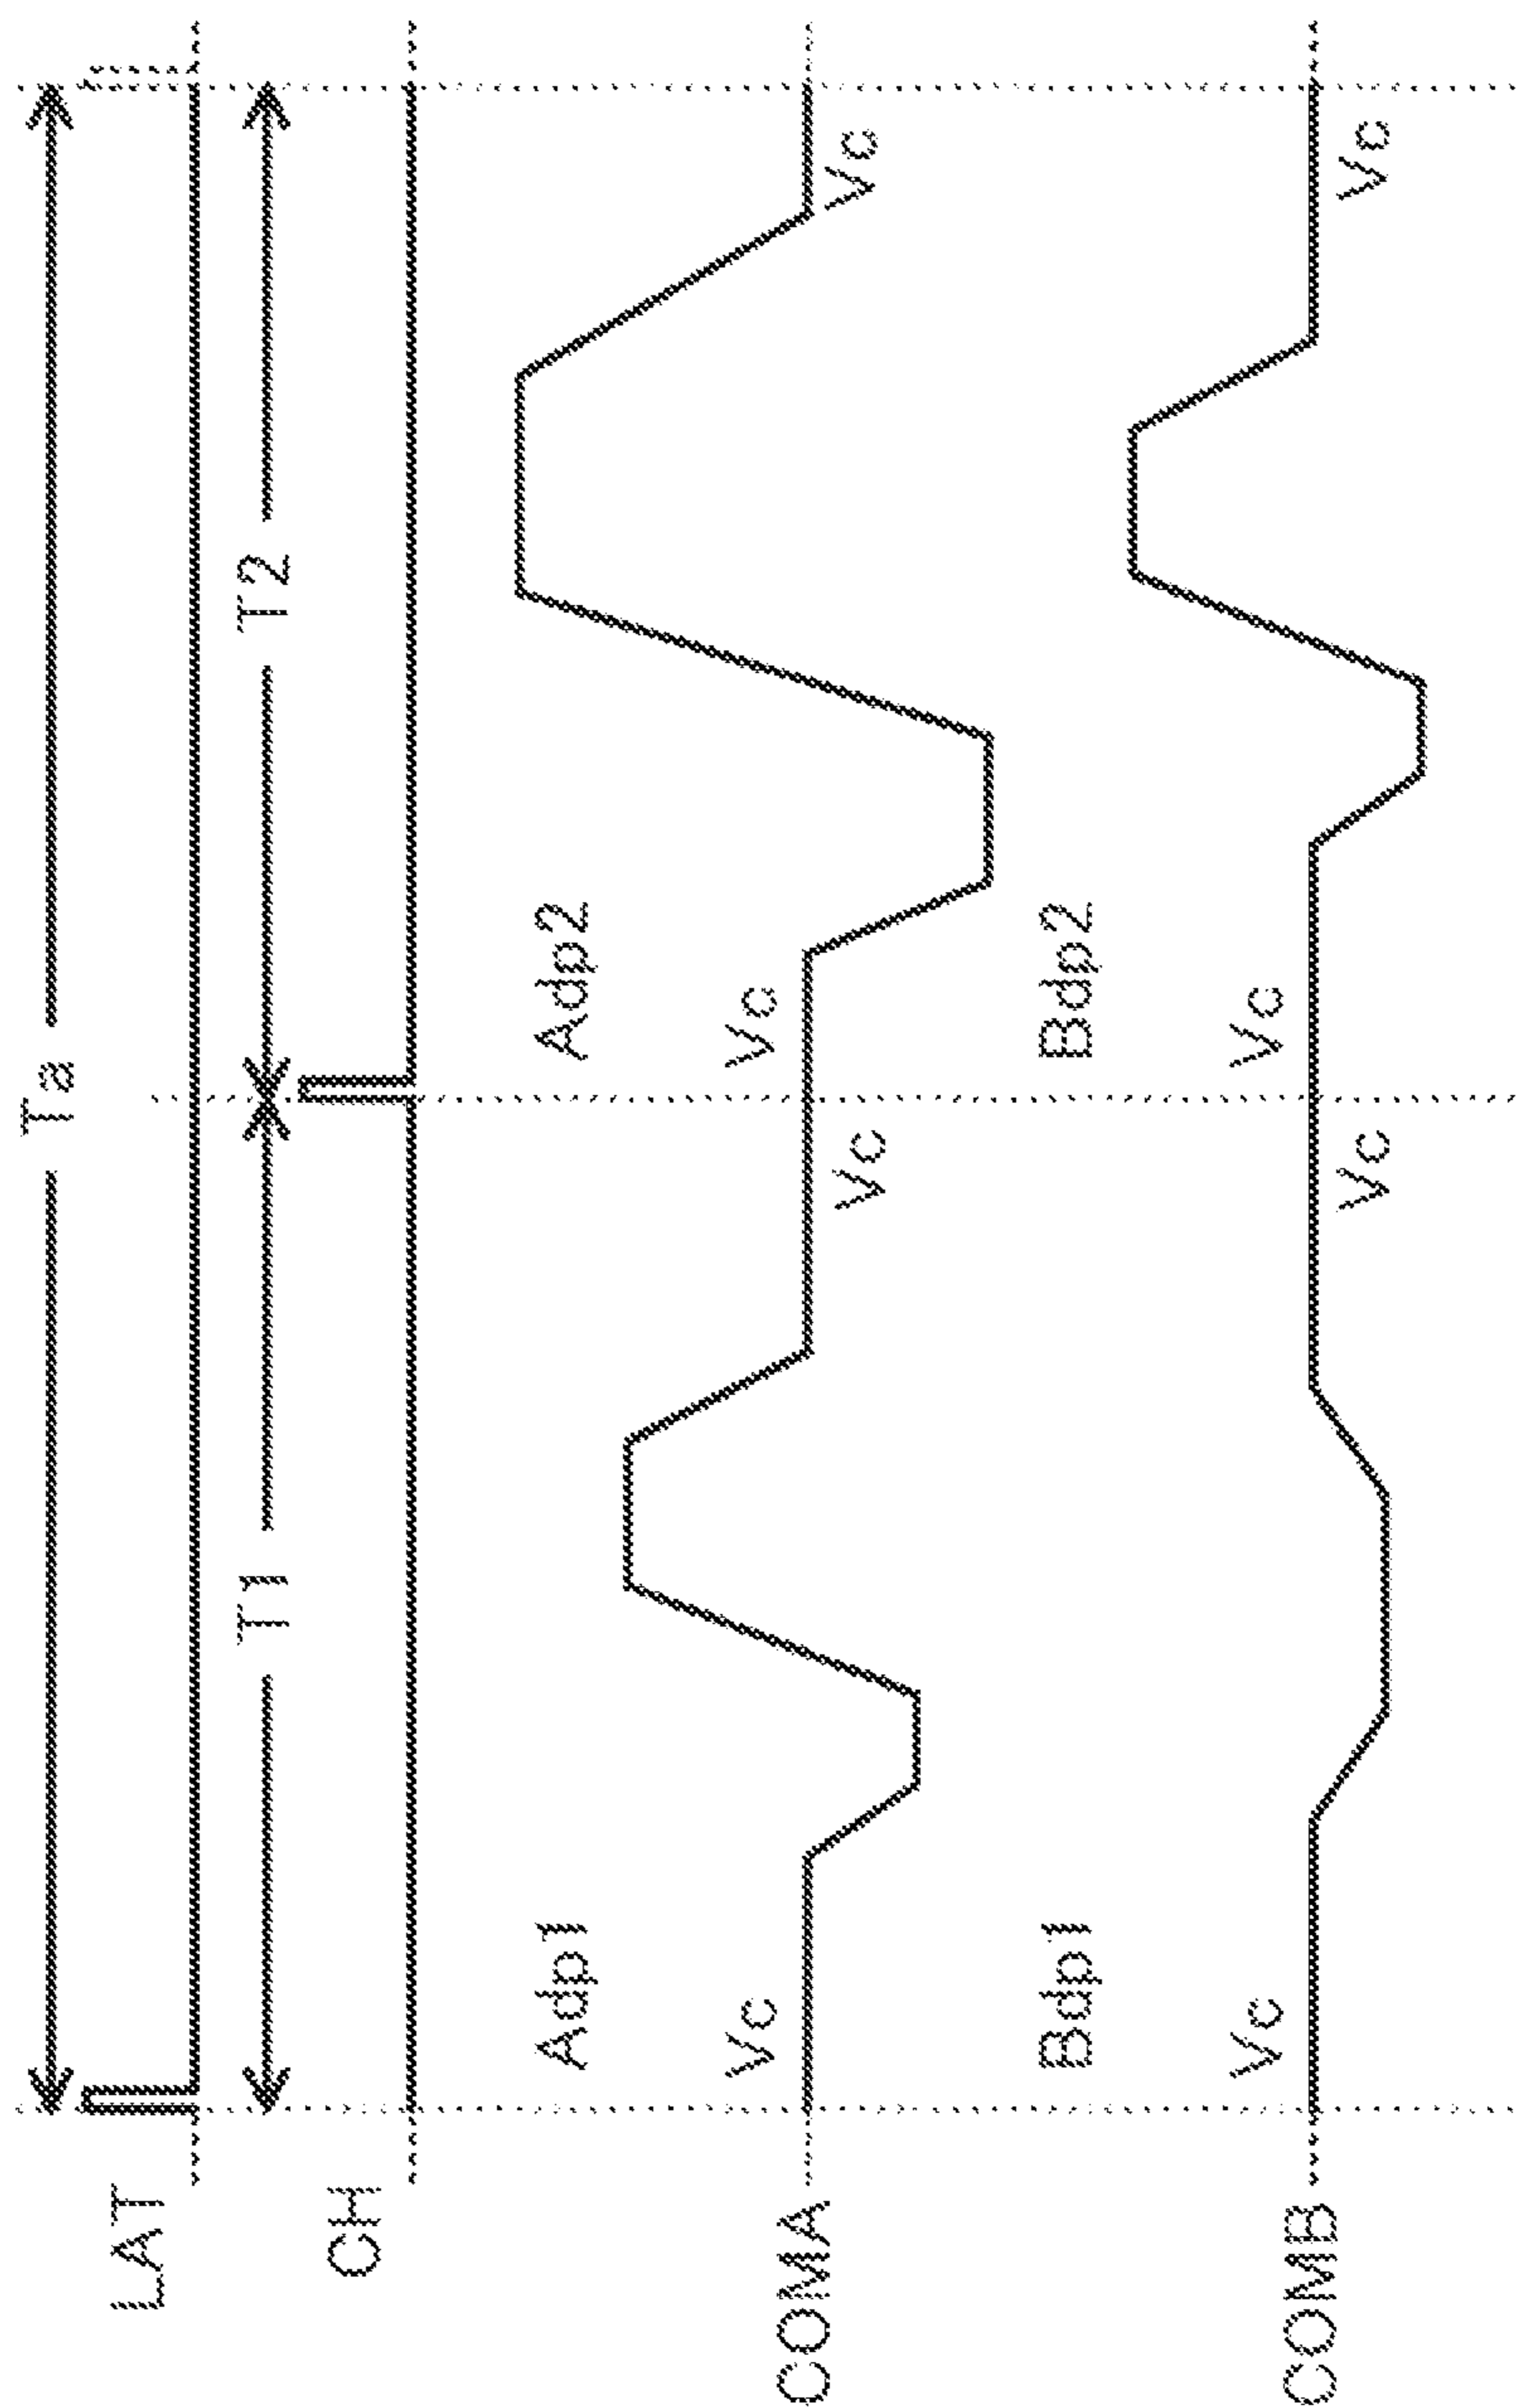 Ta
LAT
T1 T2
CH
Adp1 Adp2
Vc Vc
COMA
Vc Vc
Bdp1 Bdp2
Vc Vc
COMB
Vc Vc